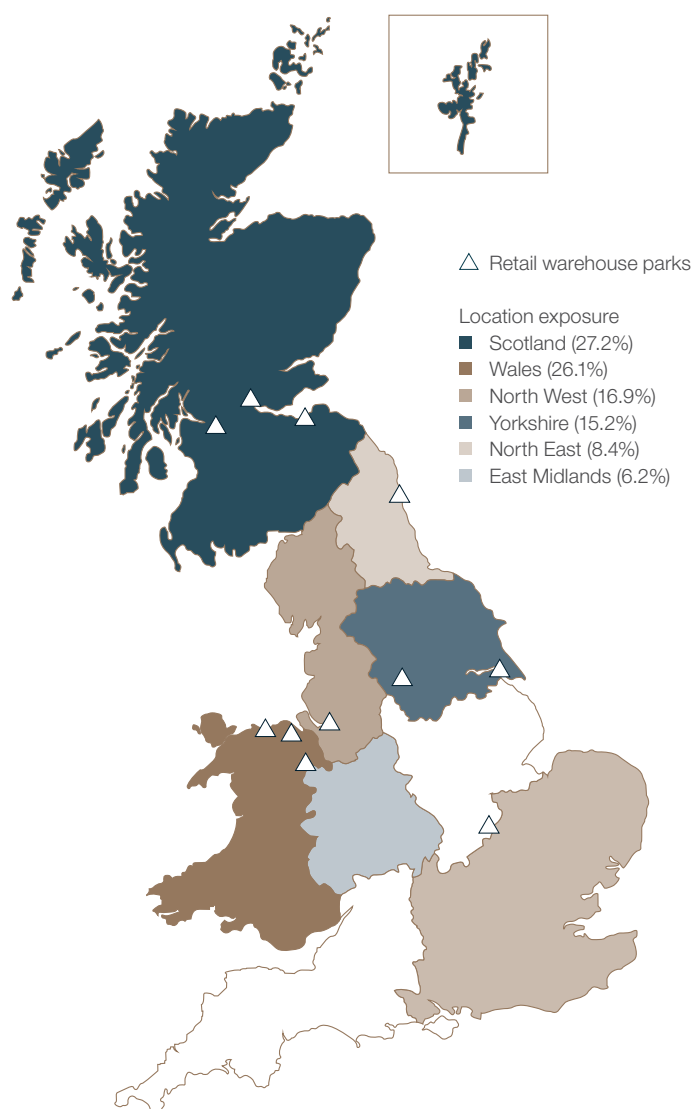 Retail warehouse parks
Location exposure
Scotland (27.2%)
Wales (26.1%)
North West (16.9%)
Yorkshire (15.2%)
North East (8.4%)
East Midlands (6.2%)